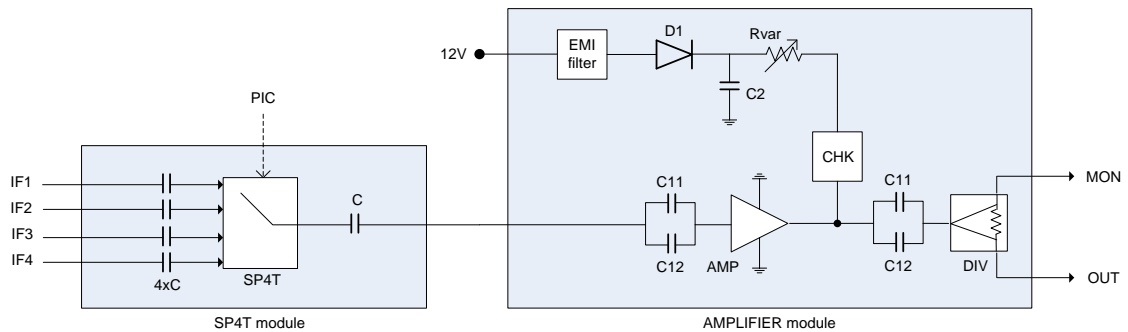 12V
EMI
filter
D1
Rvar
C2
PIC
CHK
IF1
IF2
IF3
IF4
4xC
SP4T
C
C11
C12
AMP
C11
C12
DIV
MON
OUT
SP4T module
AMPLIFIER module